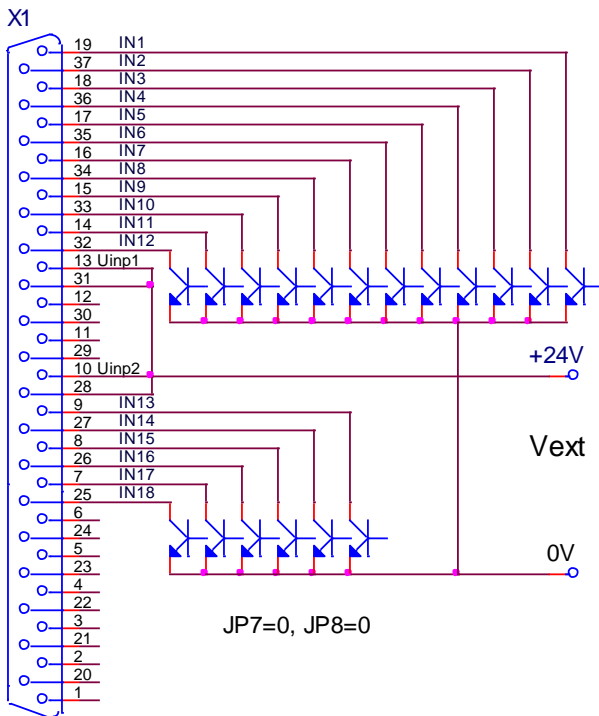 X1
19 IN1
37 IN2
18 IN3
36 IN4
17 IN5
35 IN6
16 IN7
34 IN8
15 IN9
33 IN10
14 IN11
32 IN12
13 Uinp1
31
12
30
11
29
+24V
10 Uinp2
28
9 IN13
27 IN14
8 IN15
Vext
26 IN16
7 IN17
25 IN18
6
24
5
0V
23
4
22
3
JP7=0, JP8=0
21
2
20
1